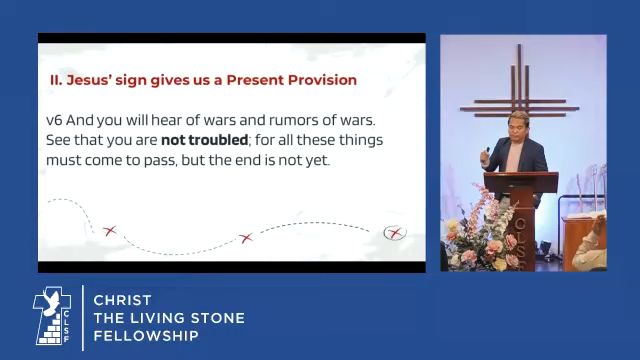 II. Jesus' sign gives us a Present Provision
v6 And you will hear of wars and rumors of wars.
See that you are not troubled; for all these things
must come to pass, but the end is not yet.
CLSF
CHRIST
THE LIVING STONE
FELLOWSHIP